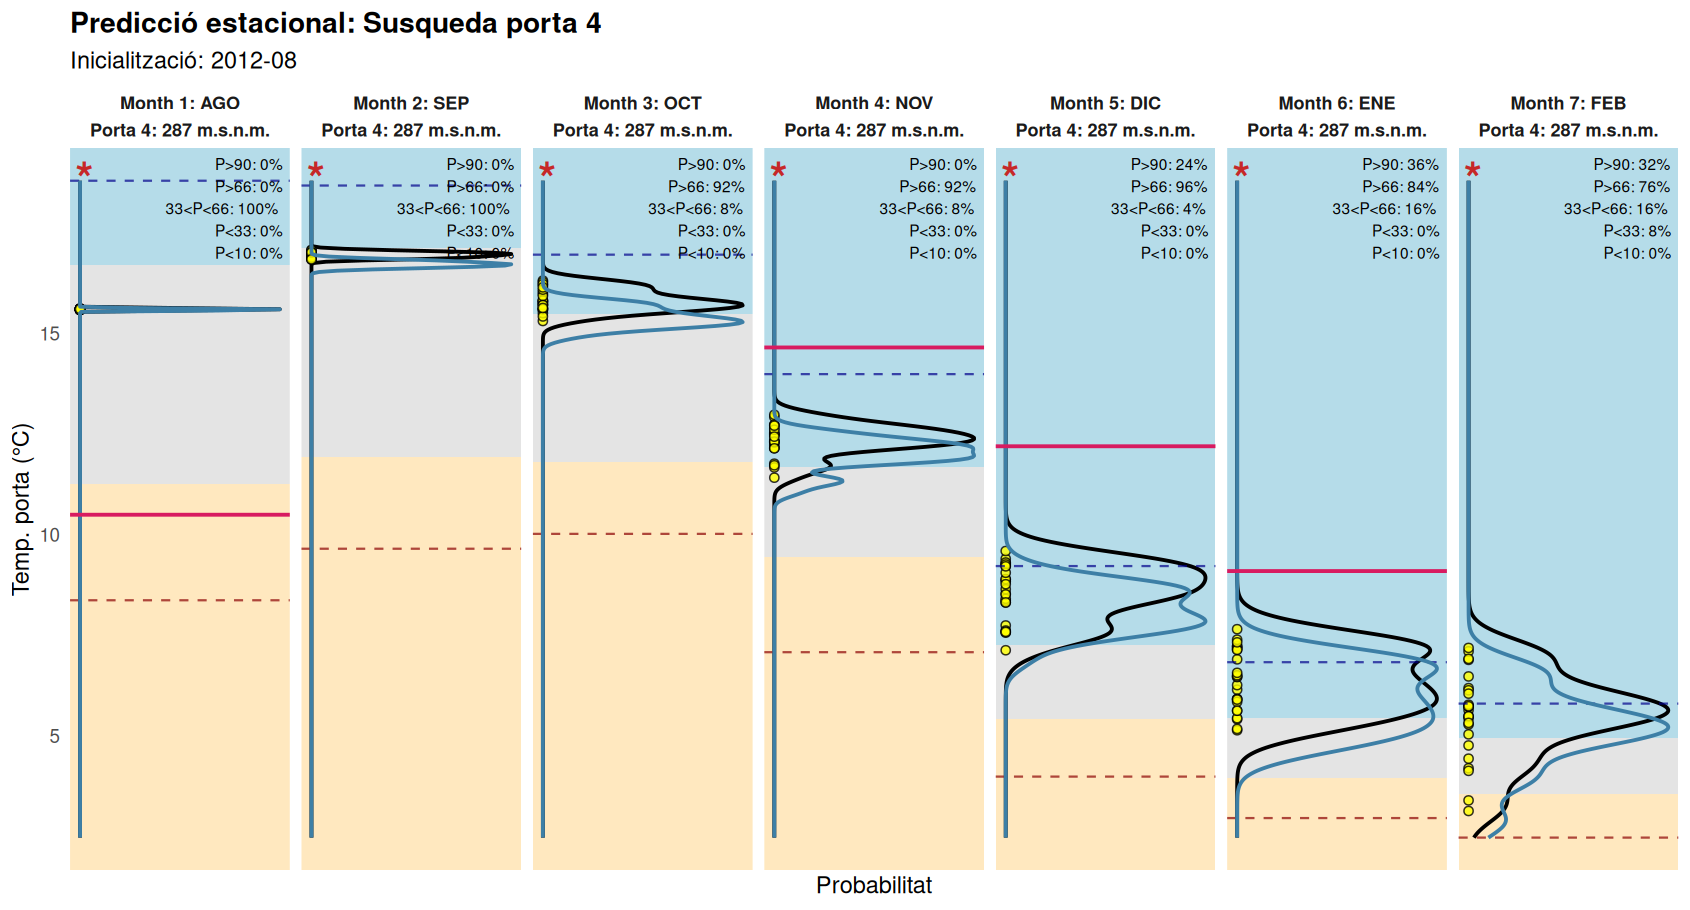 Predicció estacional: Susqueda porta 4
Inicialització: 2012-08
Month 1: AGO
Porta 4: 287 m.s.n.m.
Month 2: SEP
Porta 4: 287 m.s.n.m.
Month 3: OCT
Porta 4: 287 m.s.n.m.
Month 4: NOV
Porta 4: 287 m.s.n.m.
Month 5: DIC
Porta 4: 287 m.s.n.m.
Month 6: ENE
Porta 4: 287 m.s.n.m.
Month 7: FEB
Porta 4: 287 m.s.n.m.
*
P>90: 0%
P>66: 0%
33<P<66: 100%
P<33: 0%
P<10: 0%
*
P>90: 0%
P>66: 0%
33<P<66: 100%
P<33: 0%
P<10: 0%
*
P>90: 0%
P>66: 92%
33<P<66: 8%
P<33: 0%
P<10: 0%
*
P>90: 0%
P>66: 92%
33<P<66: 8%
P<33: 0%
P<10: 0%
*
P>90: 24%
P>66: 96%
33<P<66: 4%
P<33: 0%
P<10: 0%
*
P>90: 36%
P>66: 84%
33<P<66: 16%
P<33: 0%
P<10: 0%
*
P>90: 32%
P>66: 76%
33<P<66: 16%
P<33: 8%
P<10: 0%
Temp. porta (°C)
15
10
5
Probabilitat